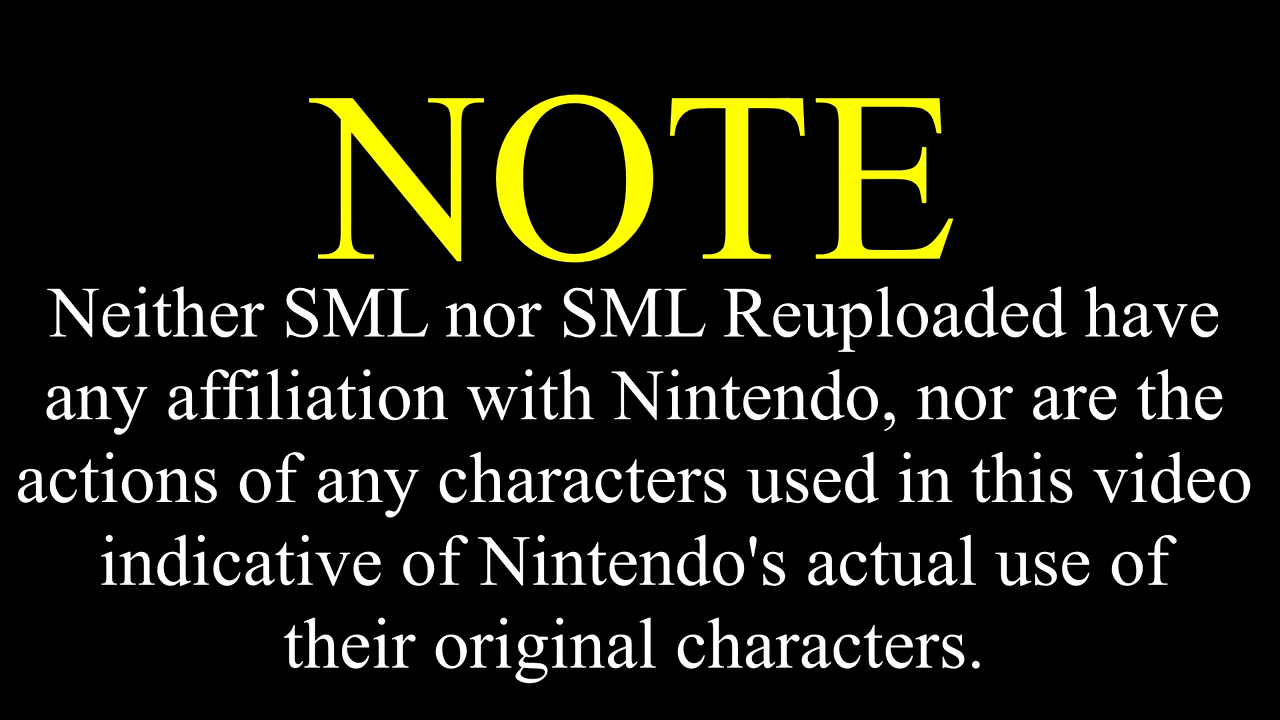 NOTE
Neither SML nor SML Reuploaded have
any affiliation with Nintendo, nor are the
actions of any characters used in this video
indicative of Nintendo's actual use of
their original characters.